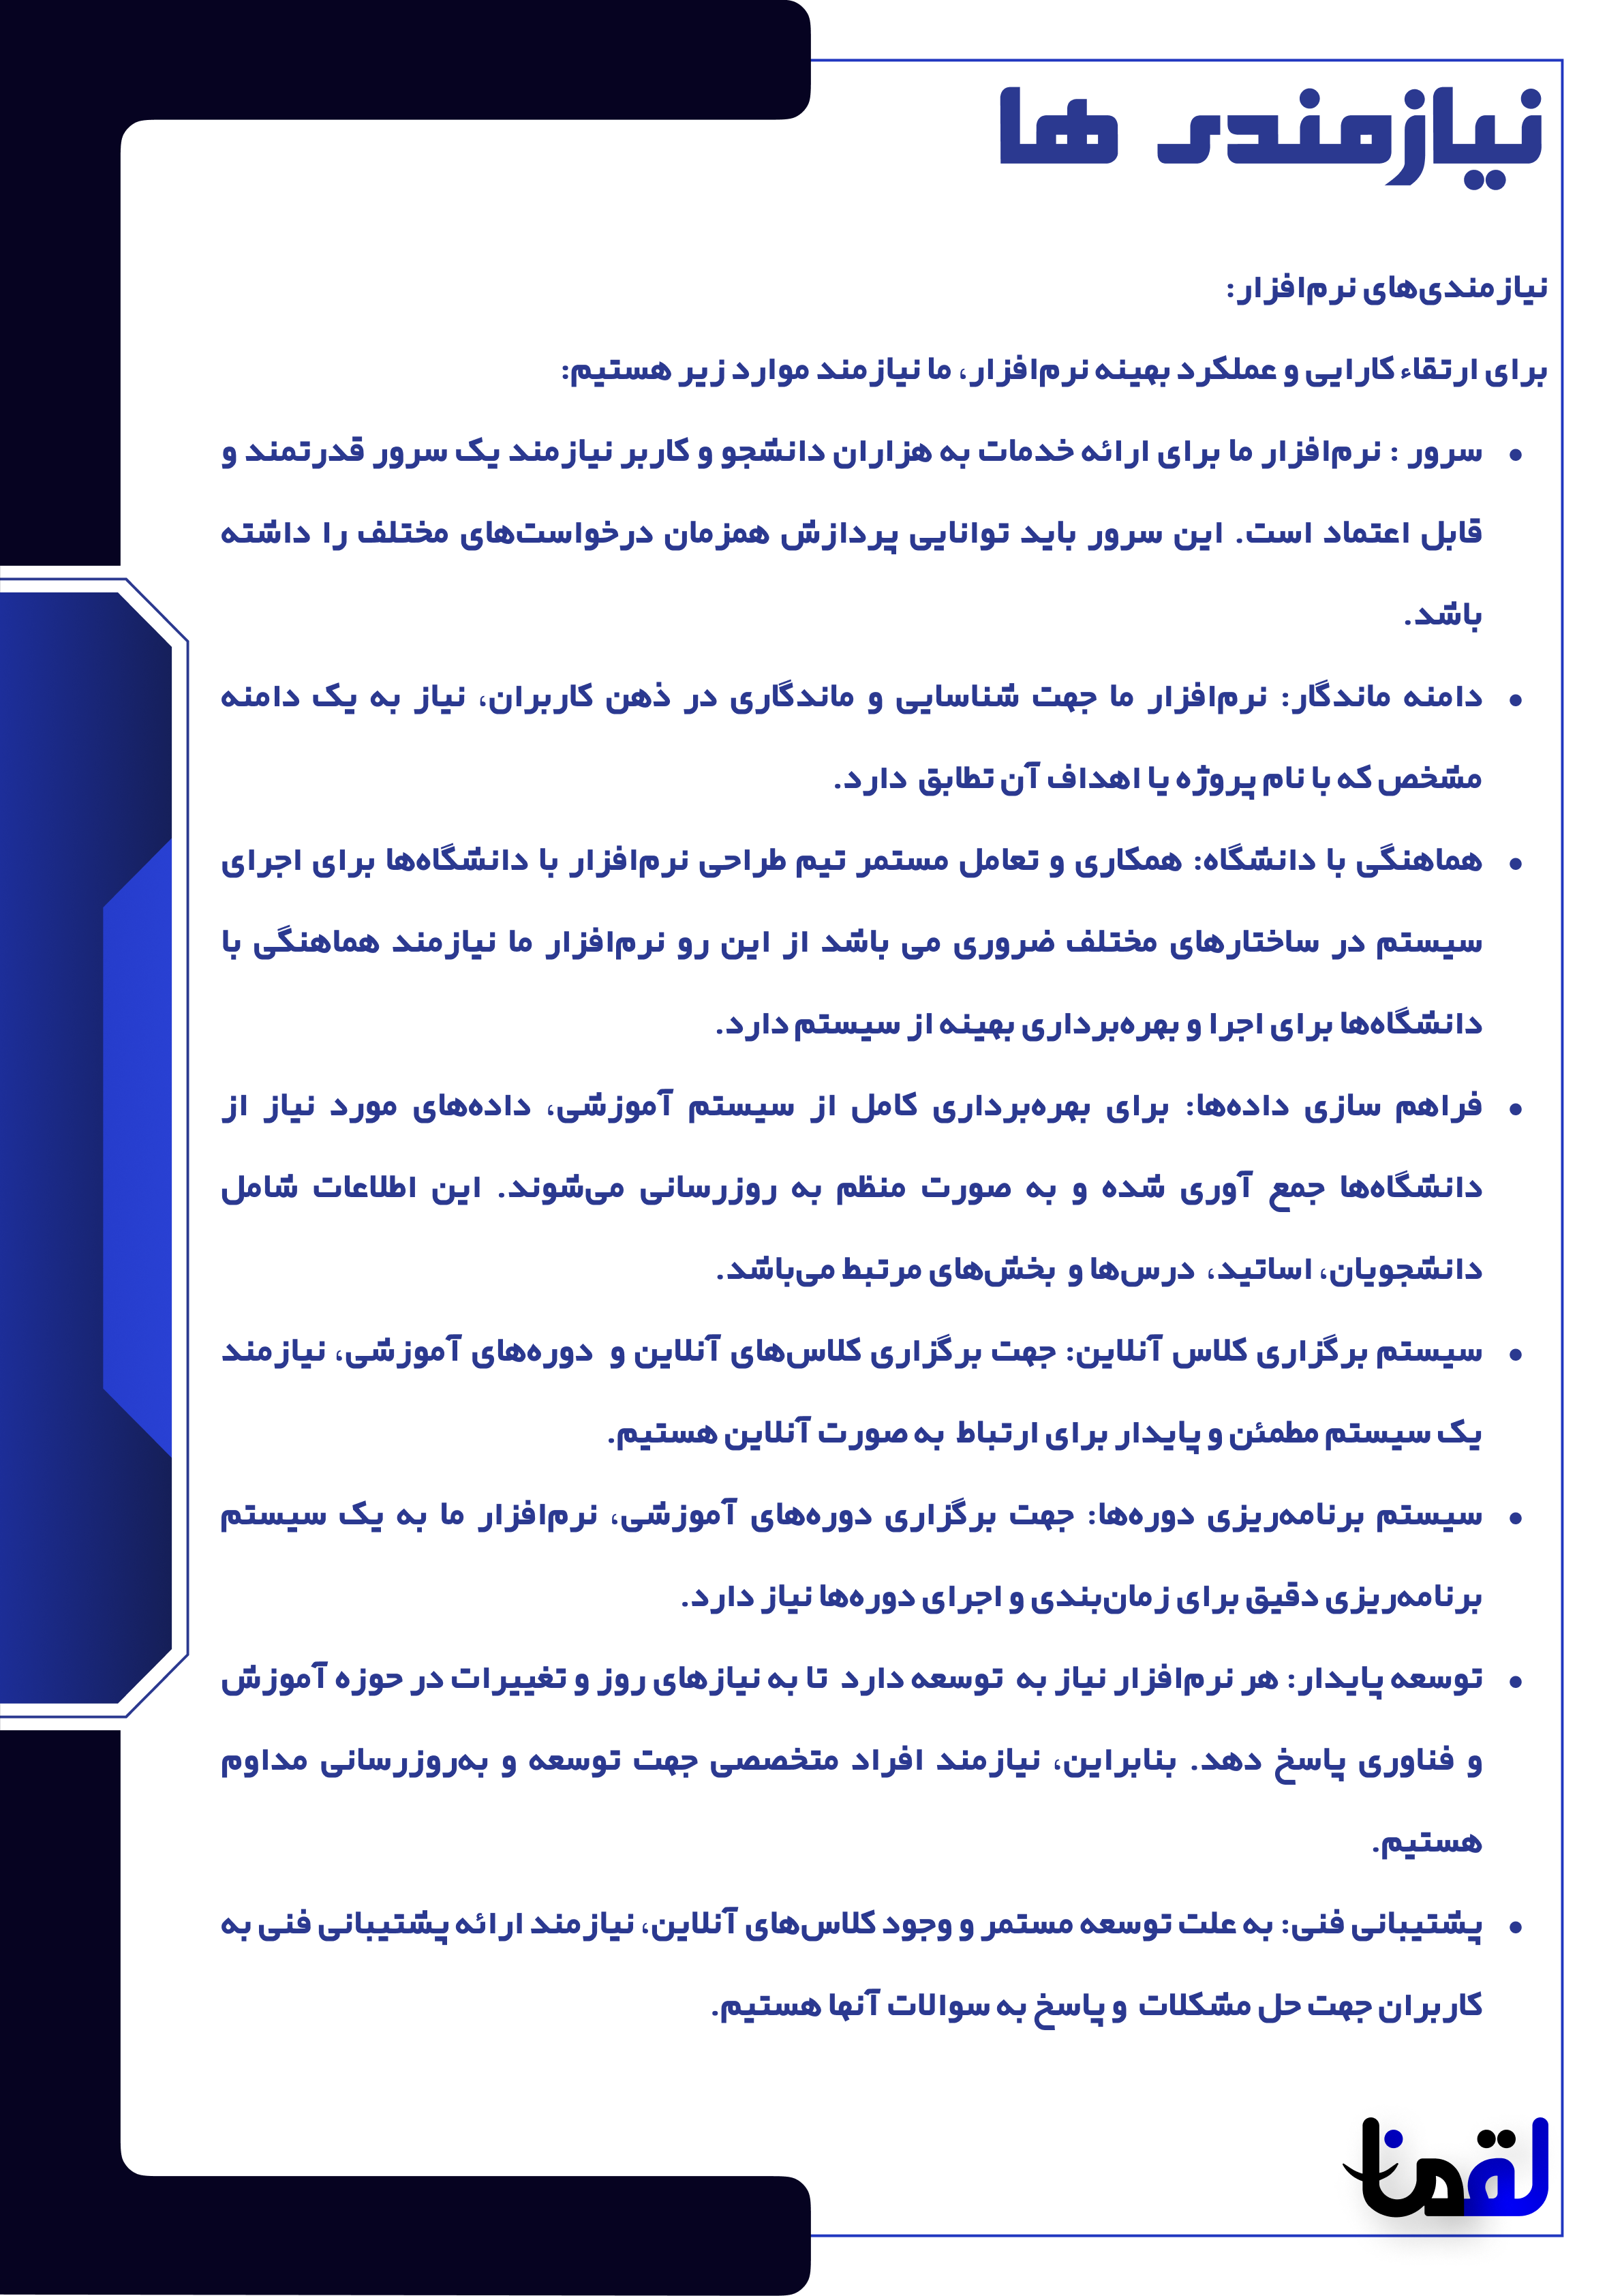 نیازمندی ها
نیازمندی‌های نرم‌افزار:
برای ارتقاء کارایی و عملکرد بهینه نرم‌افزار، ما نیازمند موارد زیر هستیم:
• سرور : نرم‌افزار ما برای ارائه خدمات به هزاران دانشجو و کاربر نیازمند یک سرور قدرتمند و
قابل اعتماد است. این سرور باید توانایی پردازش همزمان درخواست‌های مختلف را داشته
باشد.
• دامنه ماندگار: نرم‌افزار ما جهت شناسایی و ماندگاری در ذهن کاربران، نیاز به یک دامنه
مشخص که با نام پروژه یا اهداف آن تطابق دارد.
• هماهنگی با دانشگاه: همکاری و تعامل مستمر تیم طراحی نرم‌افزار با دانشگاه‌ها برای اجرای
سیستم در ساختارهای مختلف ضروری می باشد از این رو نرم‌افزار ما نیازمند هماهنگی با
دانشگاه‌ها برای اجرا و بهره‌برداری بهینه از سیستم دارد.
• فراهم سازی داده‌ها: برای بهره‌برداری کامل از سیستم آموزشی، داده‌های مورد نیاز از
دانشگاه‌ها جمع آوری شده و به صورت منظم به روزرسانی می‌شوند. این اطلاعات شامل
دانشجویان، اساتید، درس‌ها و بخش‌های مرتبط می‌باشد.
• سیستم برگزاری کلاس آنلاین: جهت برگزاری کلاس‌های آنلاین و دوره‌های آموزشی، نیازمند
یک سیستم مطمئن و پایدار برای ارتباط به صورت آنلاین هستیم.
• سیستم برنامه‌ریزی دوره‌ها: جهت برگزاری دوره‌های آموزشی، نرم‌افزار ما به یک سیستم
برنامه‌ریزی دقیق برای زمان‌بندی و اجرای دوره‌ها نیاز دارد.
• توسعه پایدار: هر نرم‌افزار نیاز به توسعه دارد تا به نیازهای روز و تغییرات در حوزه آموزش
و فناوری پاسخ دهد. بنابراین، نیازمند افراد متخصصی جهت توسعه و به‌روزرسانی مداوم
هستیم.
• پشتیبانی فنی: به علت توسعه مستمر و وجود کلاس‌های آنلاین، نیازمند ارائه پشتیبانی فنی به
کاربران جهت حل مشکلات و پاسخ به سوالات آنها هستیم.